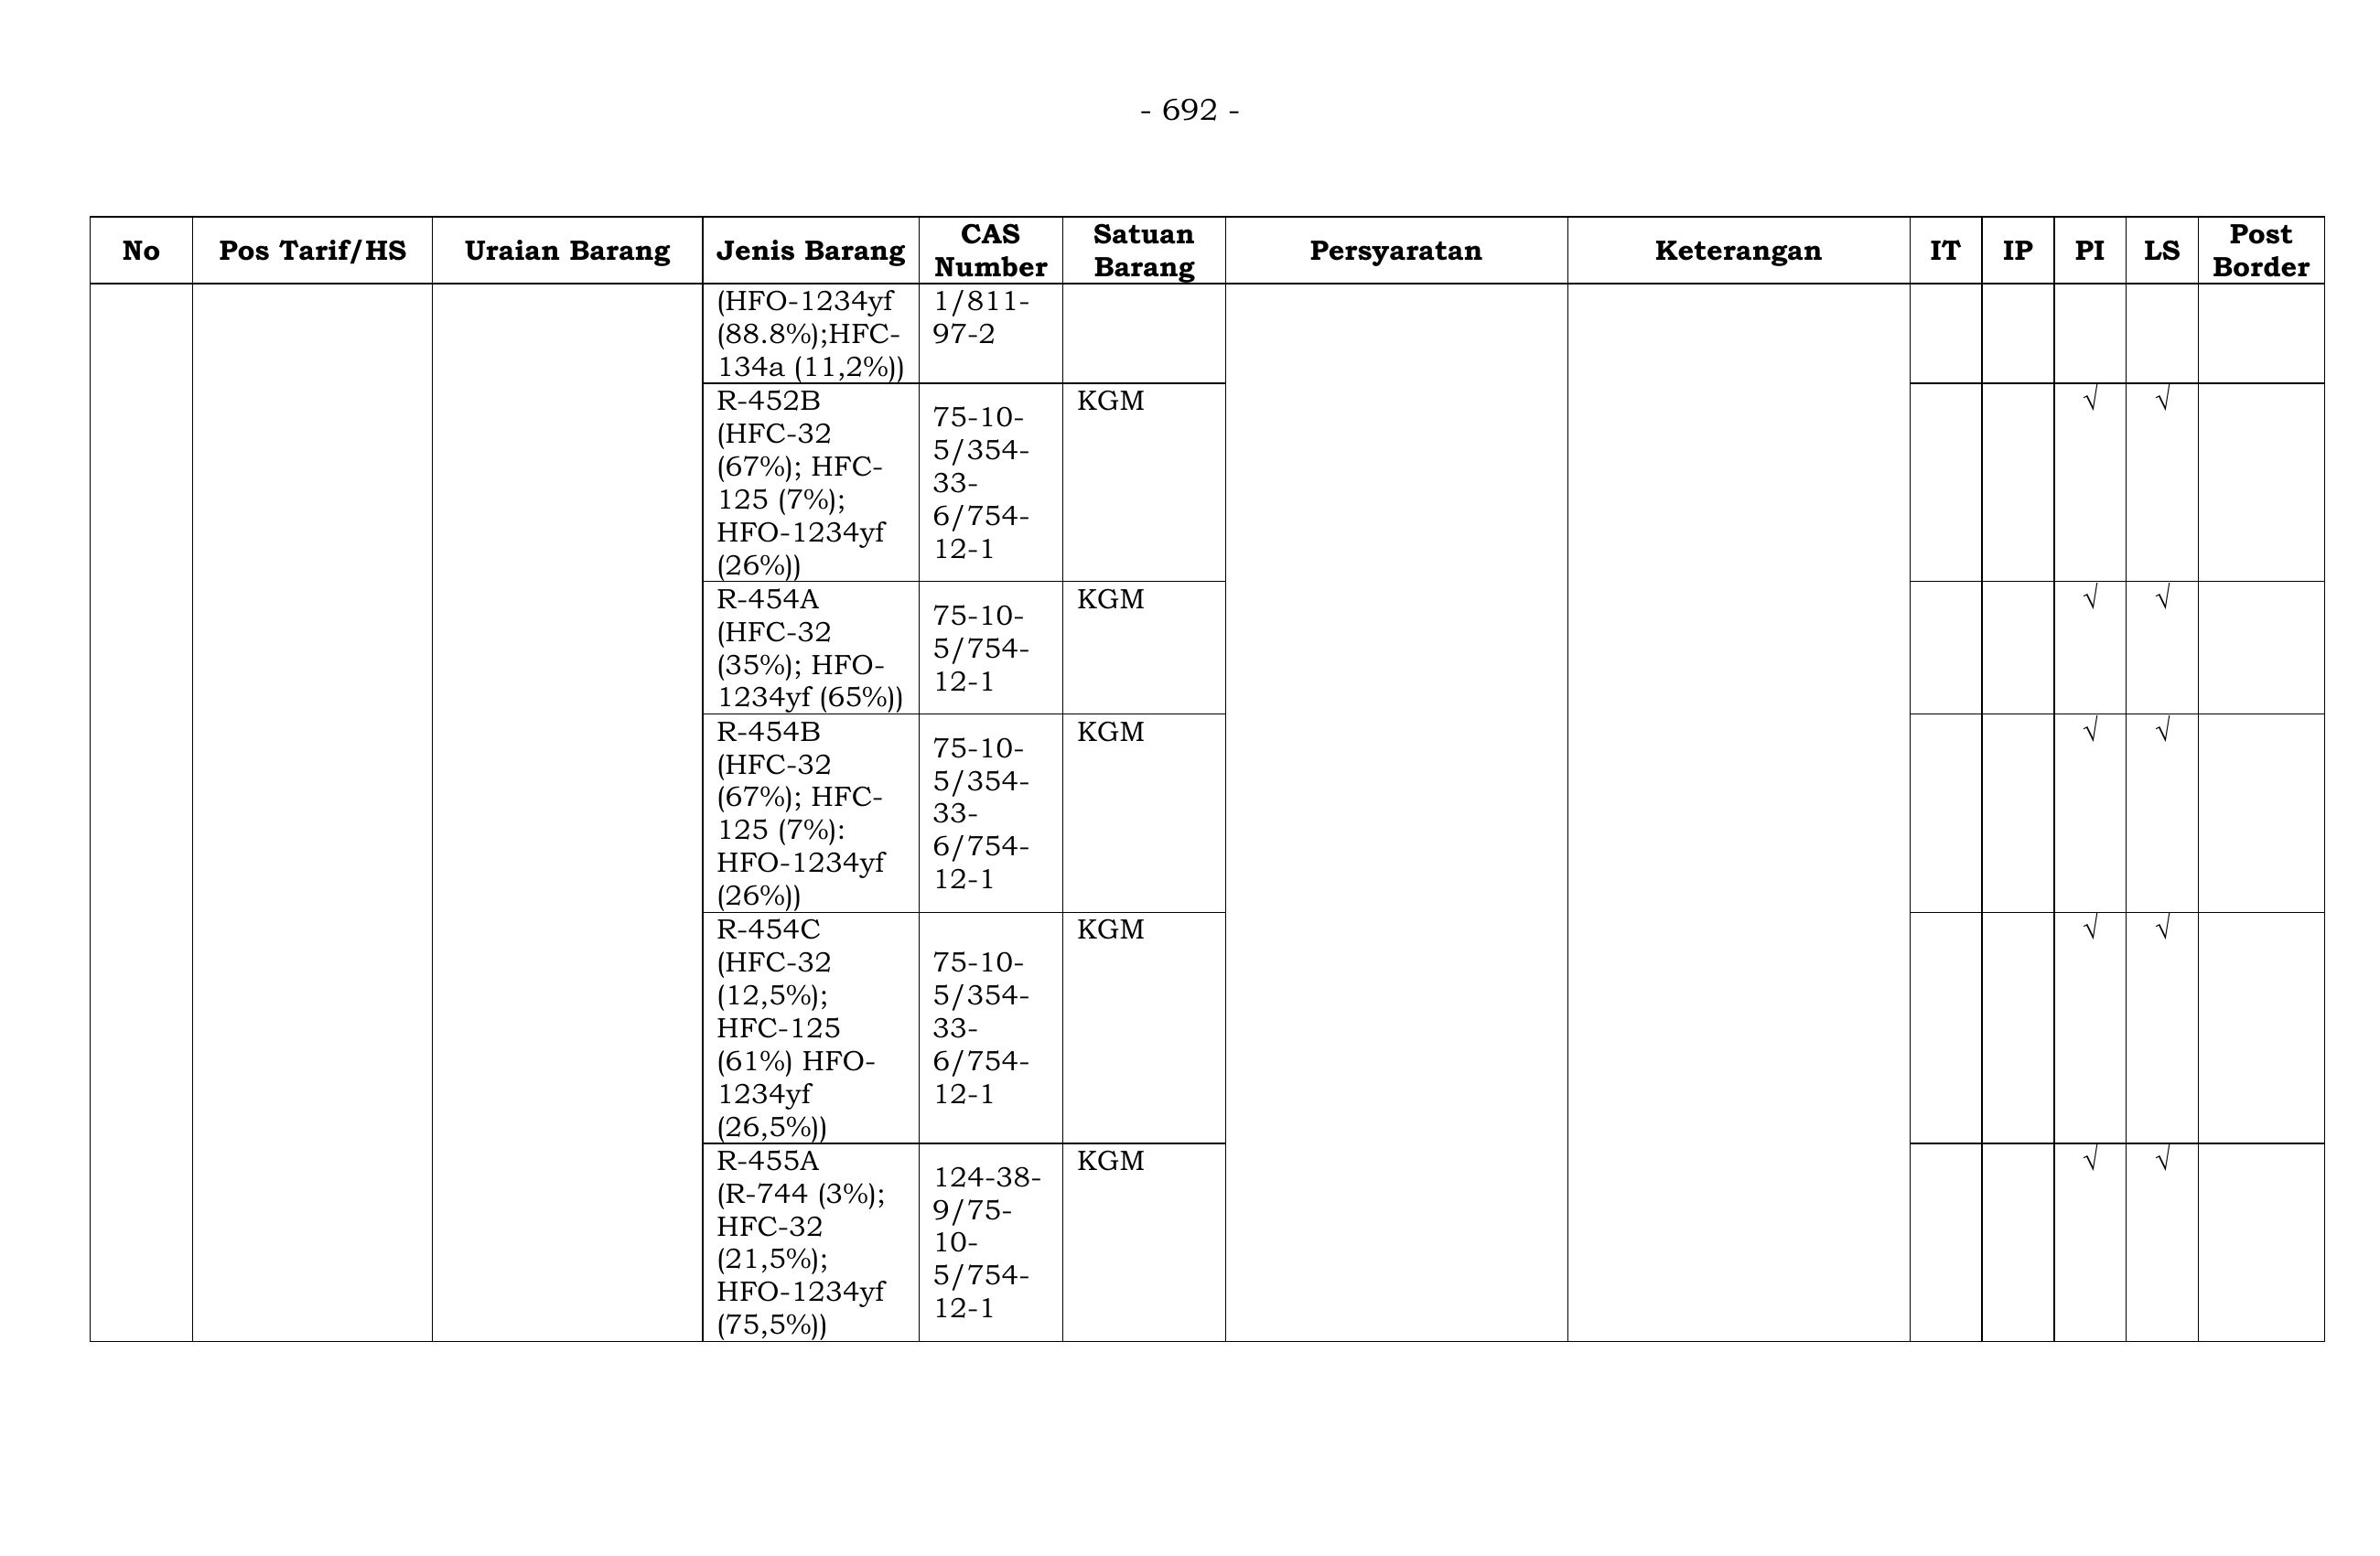 - 692 -
No Pos Tarif/HS Uraian Barang Jenis Barang CAS Number Satuan Barang Persyaratan Keterangan IT IP PI LS Post Border
(HFO-1234yf
(88.8%);HFC-
134a (11,2%))
1/811-
97-2
R-452B
(HFC-32
(67%); HFC-
125 (7%);
HFO-1234yf
(26%))
75-10-
5/354-
33-
6/754-
12-1
KGM
√ √
R-454A
(HFC-32
(35%); HFO-
1234yf (65%))
75-10-
5/754-
12-1
KGM
√ √
R-454B
(HFC-32
(67%); HFC-
125 (7%):
HFO-1234yf
(26%))
75-10-
5/354-
33-
6/754-
12-1
KGM
√ √
R-454C
(HFC-32
(12,5%);
HFC-125
(61%) HFO-
1234yf
(26,5%))
75-10-
5/354-
33-
6/754-
12-1
KGM
√ √
R-455A
(R-744 (3%);
HFC-32
(21,5%);
HFO-1234yf
(75,5%))
124-38-
9/75-
10-
5/754-
12-1
KGM
√ √